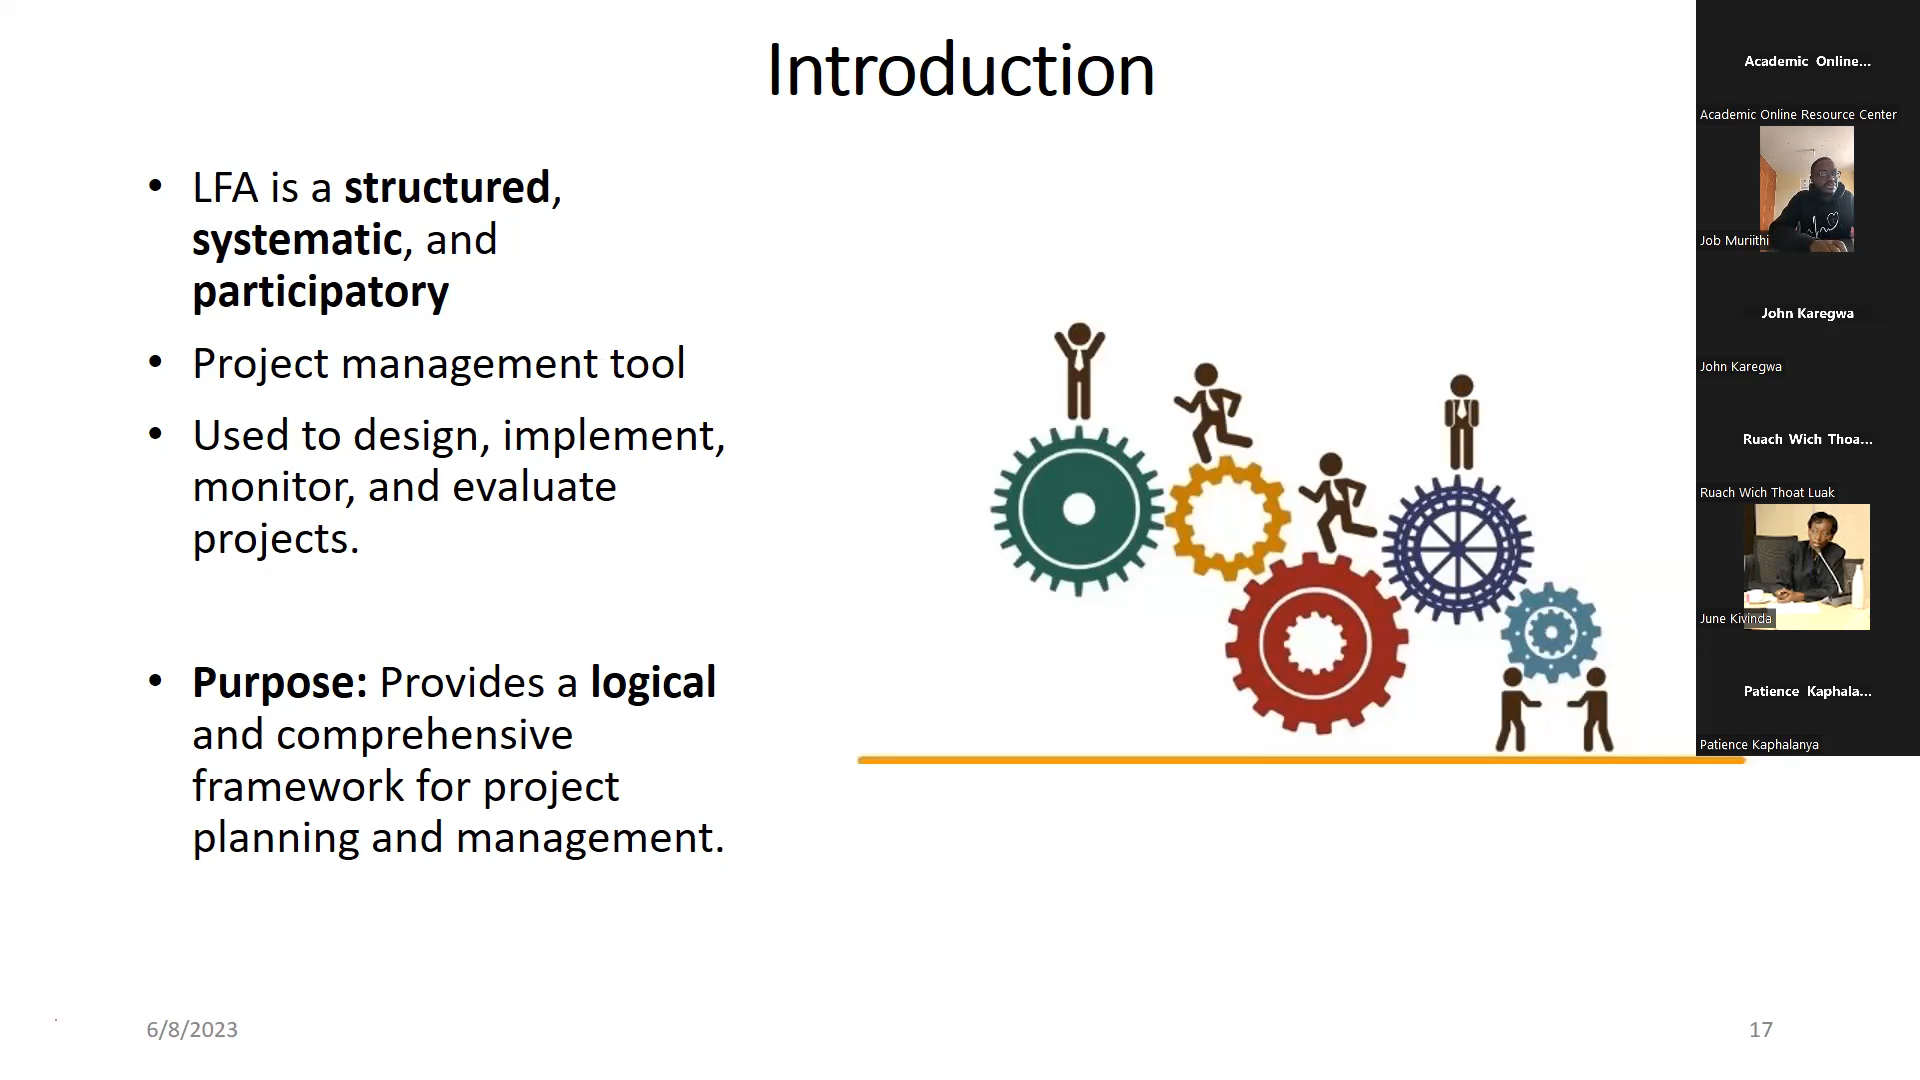 Introduction
• LFA is a structured,
systematic, and
participatory
• Project management tool
• Used to design, implement,
monitor, and evaluate
projects.
• Purpose: Provides a logical
and comprehensive
framework for project
planning and management.
6/8/2023
17
Academic Online...
Academic Online Resource Center
Job Muriithi
John Karegwa
John Karegwa
Ruach Wich Thoa...
Ruach Wich Thoat Luak
June Kivinda
Patience Kaphala...
Patience Kaphalanya